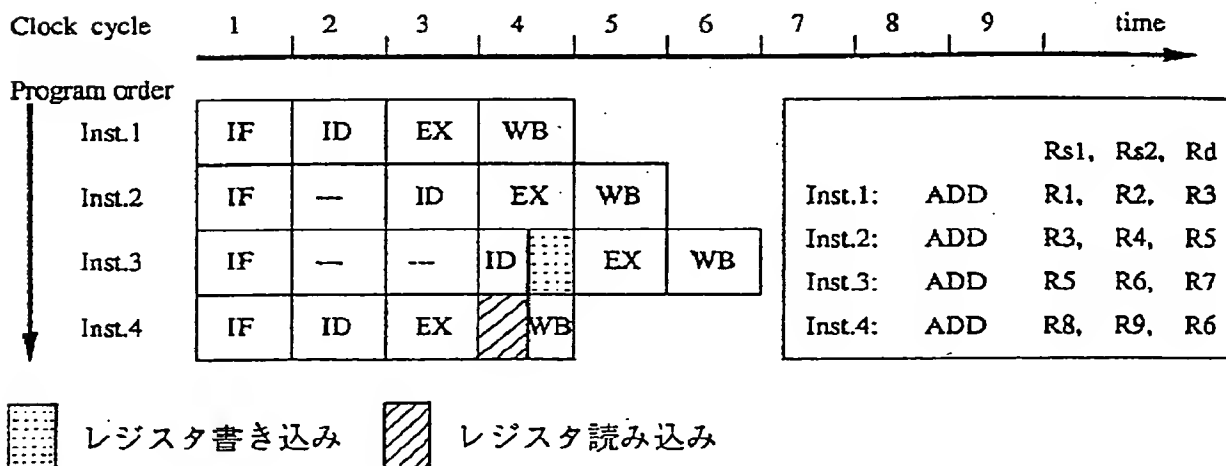 Clock cycle 1 2 3 4 5 6 7 8 9 time
Program order
Inst.1 IF ID EX WB
Inst.2 IF — ID EX WB
Inst.3 IF — --- ID EX WB
Inst.4 IF ID EX WB
Rs1, Rs2, Rd
Inst.1: ADD R1, R2, R3
Inst.2: ADD R3, R4, R5
Inst.3: ADD R5 R6, R7
Inst.4: ADD R8, R9, R6
レジスタ書き込み レジスタ読み込み